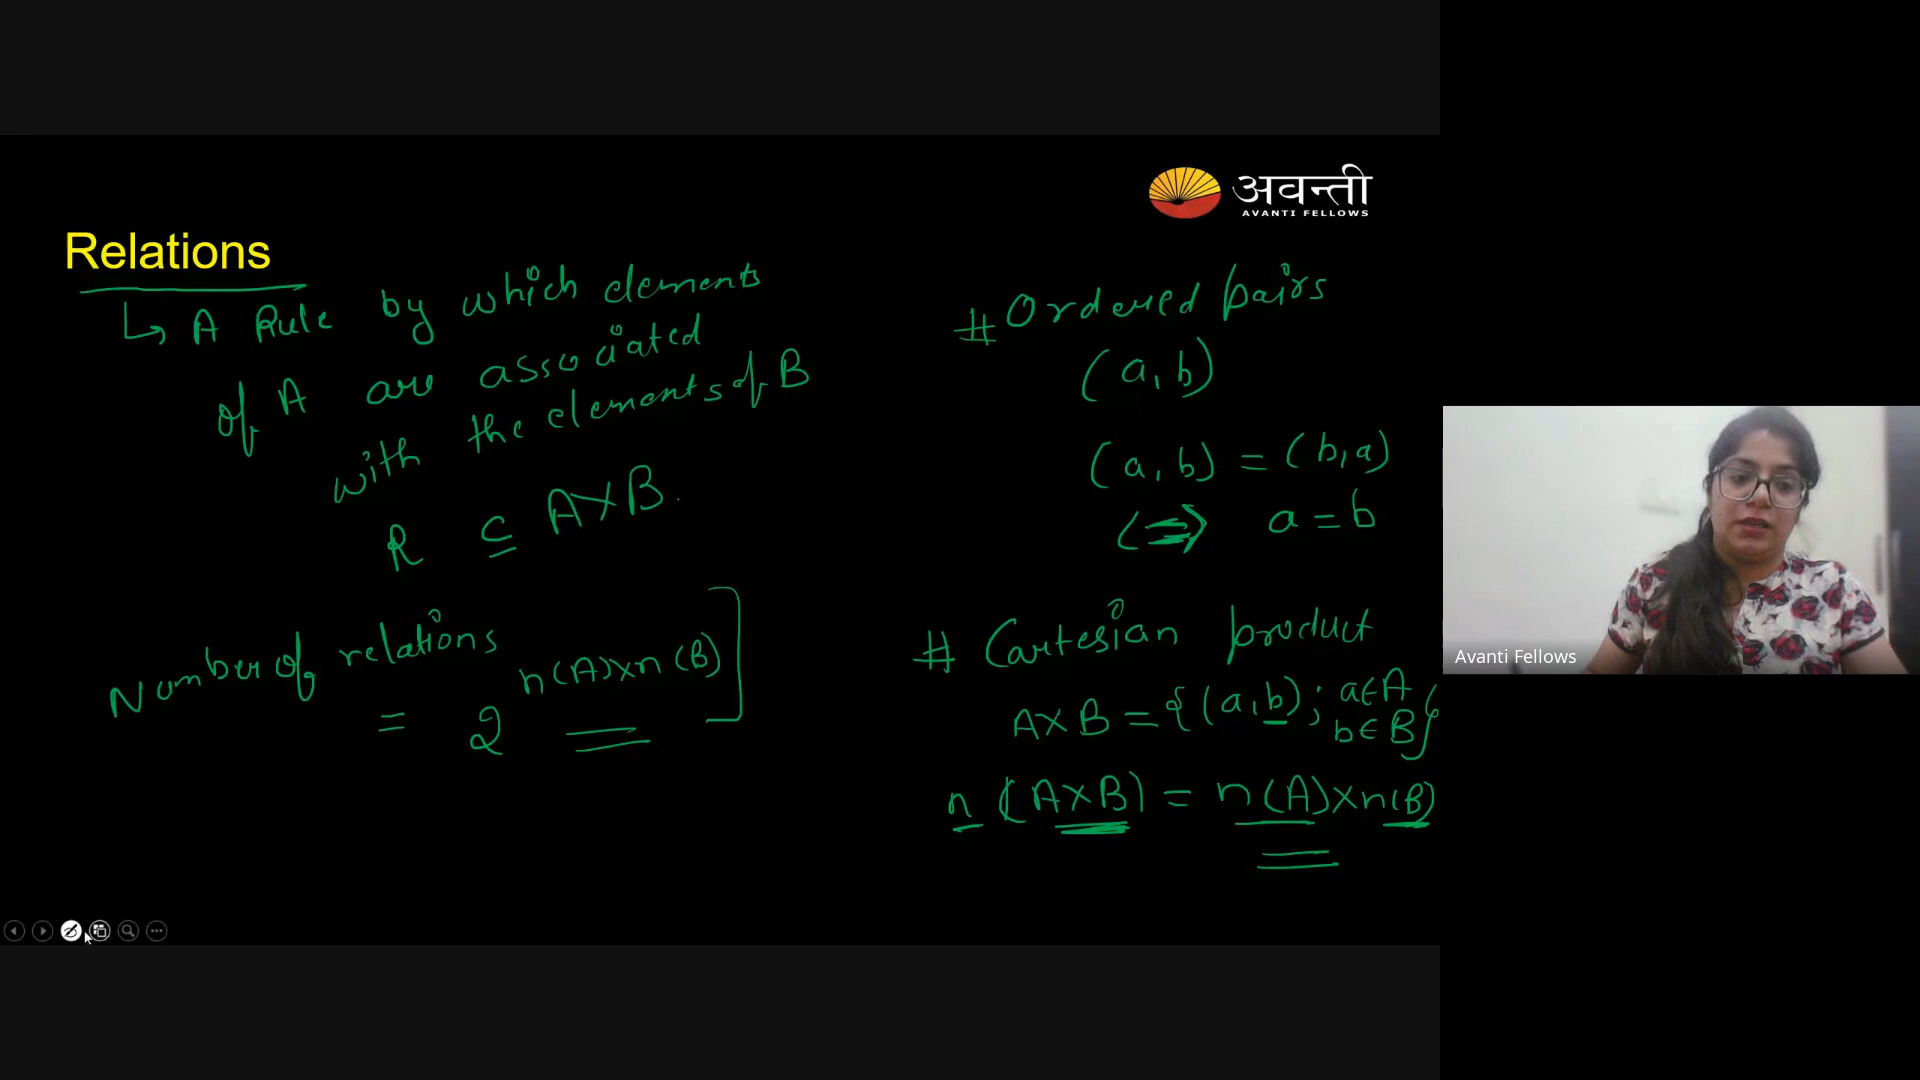 अवन्ती
AVANTI FELLOWS
Relations
↳ A Rule by which elements
of A are associated
with the elements of B
R ⊆ A×B.
Number of relations
= 2^n(A)×n(B)
# Ordered pairs
(a, b)
(a, b) = (b, a)
⇔ a = b
# Cartesian product
A×B = {(a, b); a∈A
b∈B}
n (A×B) = n(A)×n(B)
Avanti Fellows